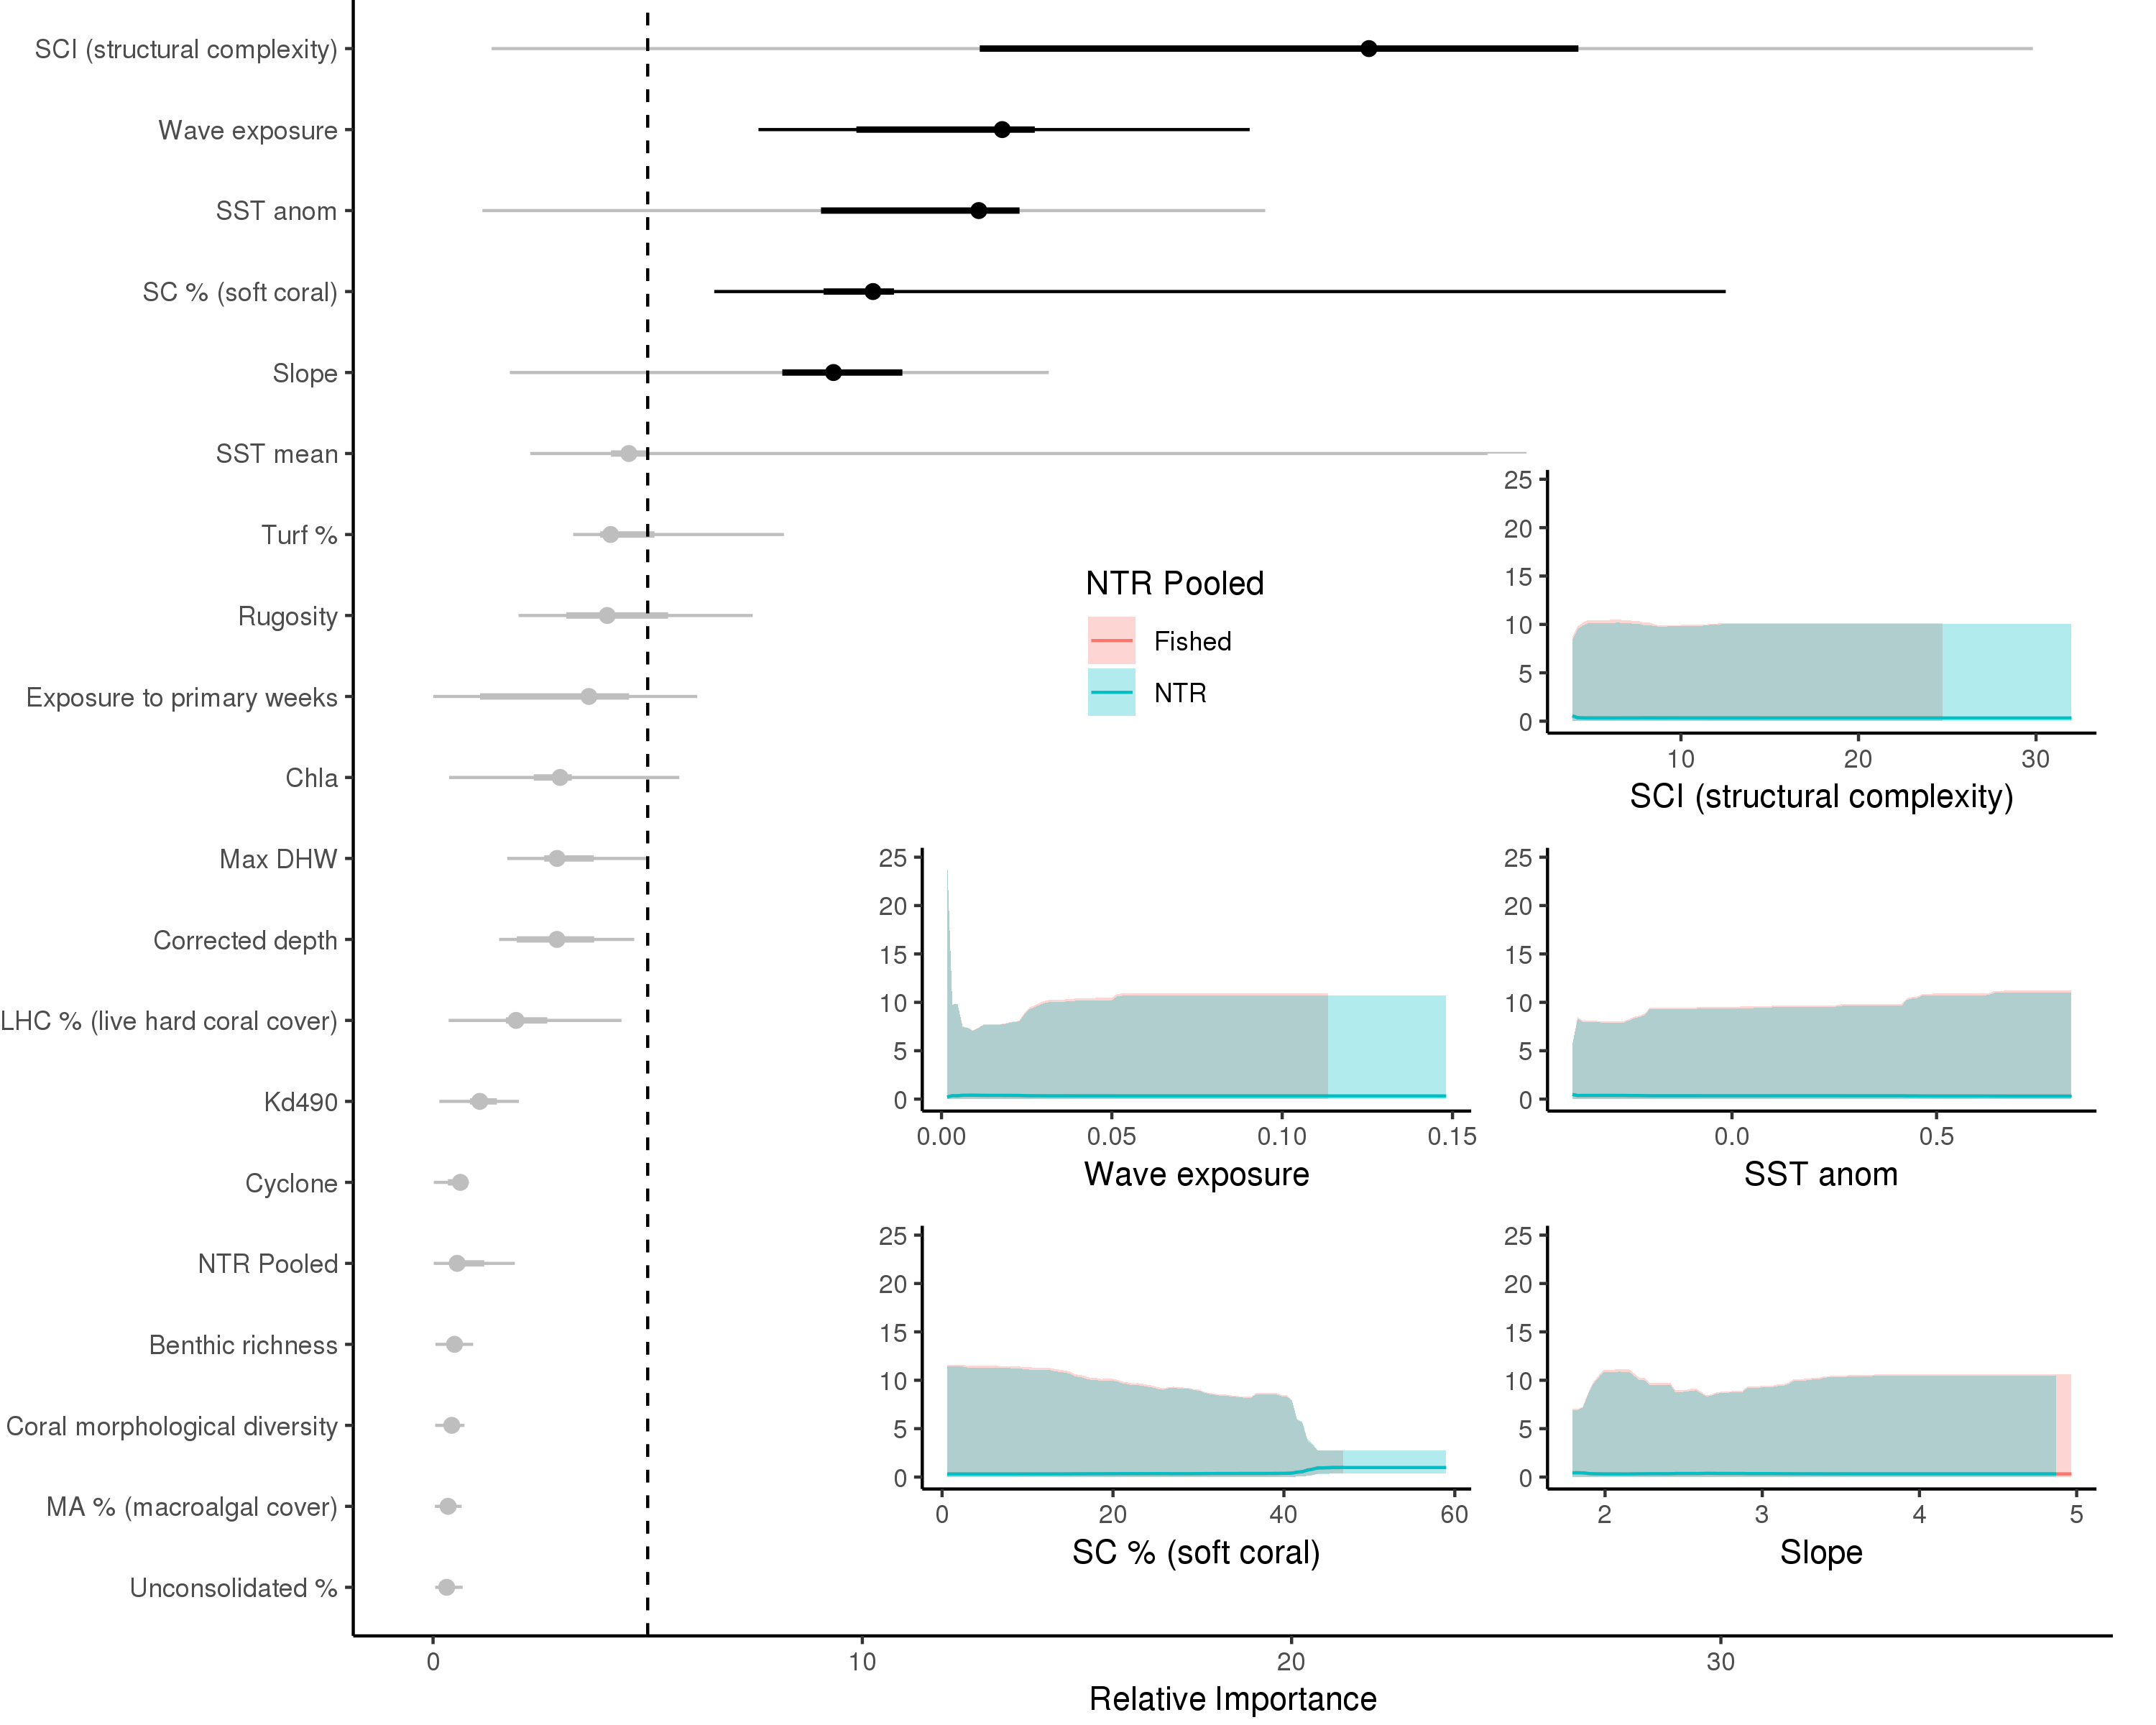 SCI (structural complexity)
Wave exposure
SST anom
SC % (soft coral)
Slope
SST mean
Turf %
Rugosity
Exposure to primary weeks
Chla
Max DHW
Corrected depth
LHC % (live hard coral cover)
Kd490
Cyclone
NTR Pooled
Benthic richness
Coral morphological diversity
MA % (macroalgal cover)
Unconsolidated %
0 10 20 30
Relative Importance
NTR Pooled
Fished
NTR
25
20
15
10
5
0
10 20 30
SCI (structural complexity)
25
20
15
10
5
0
0.00 0.05 0.10 0.15
Wave exposure
25
20
15
10
5
0
0.0 0.5
SST anom
25
20
15
10
5
0
0 20 40 60
SC % (soft coral)
25
20
15
10
5
0
2 3 4 5
Slope